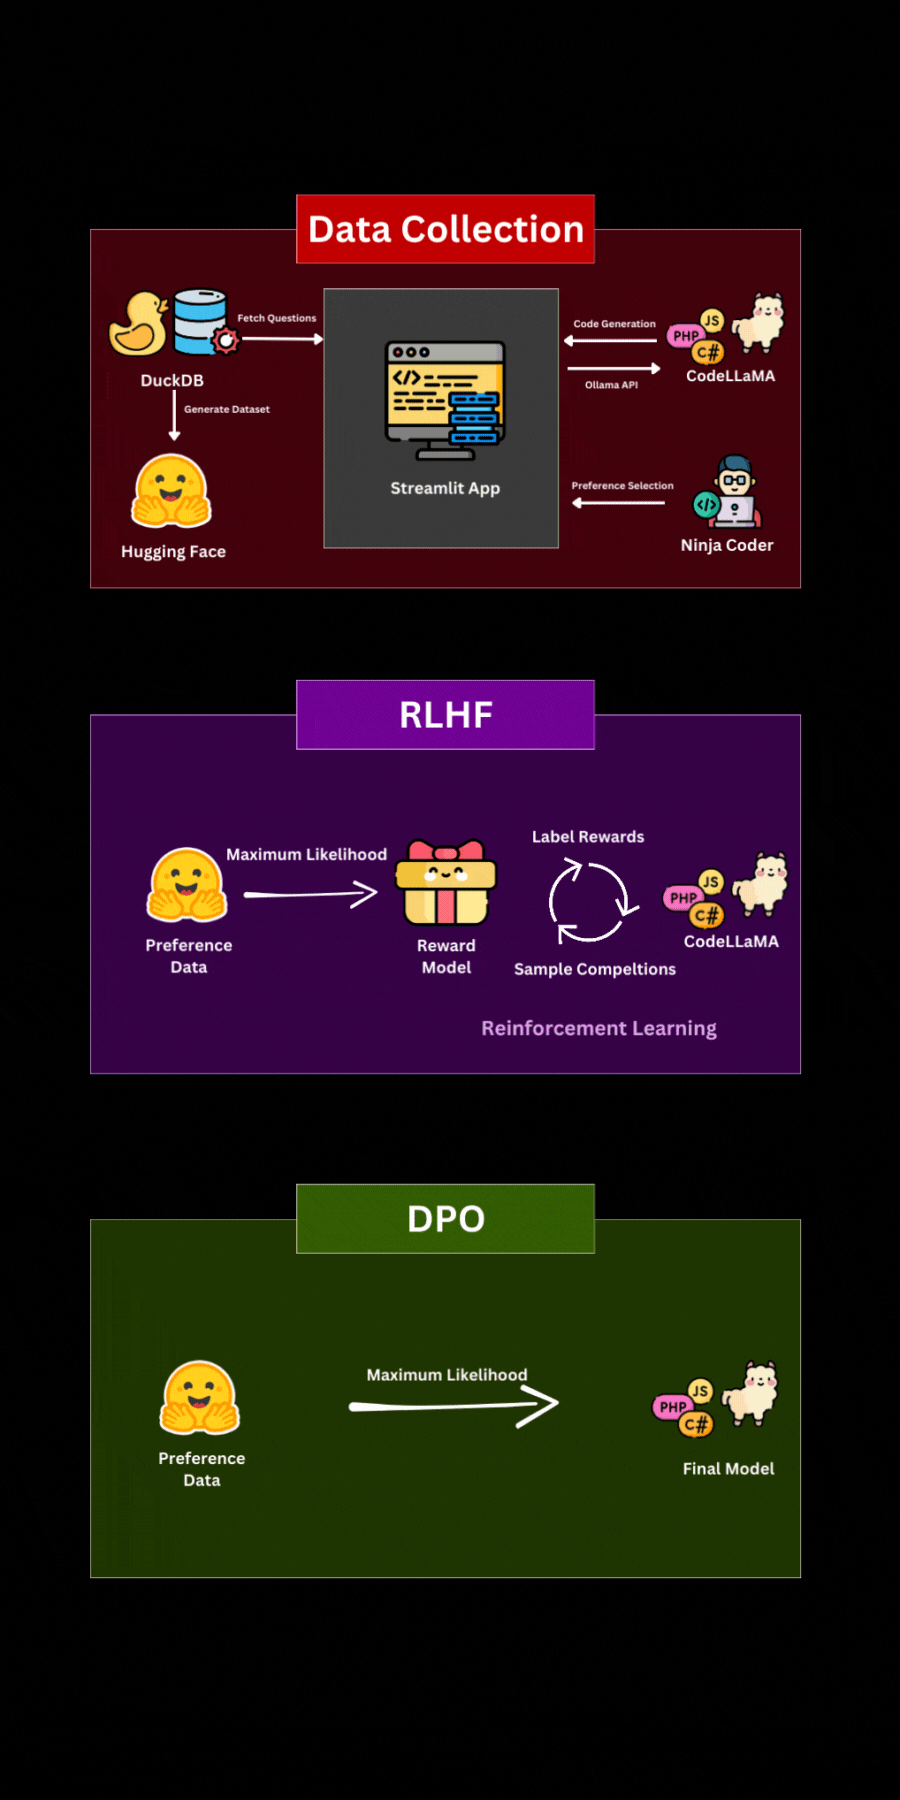 Data Collection
Fetch Questions
DuckDB
Generate Dataset
Hugging Face
</>
Streamlit App
Code Generation
Ollama API
JS
PHP
C#
CodeLLaMA
Preference Selection
</>
Ninja Coder
RLHF
Maximum Likelihood
Preference
Data
Reward
Model
Label Rewards
Sample Compeltions
JS
PHP
C#
CodeLLaMA
Reinforcement Learning
DPO
Preference
Data
Maximum Likelihood
JS
PHP
C#
Final Model